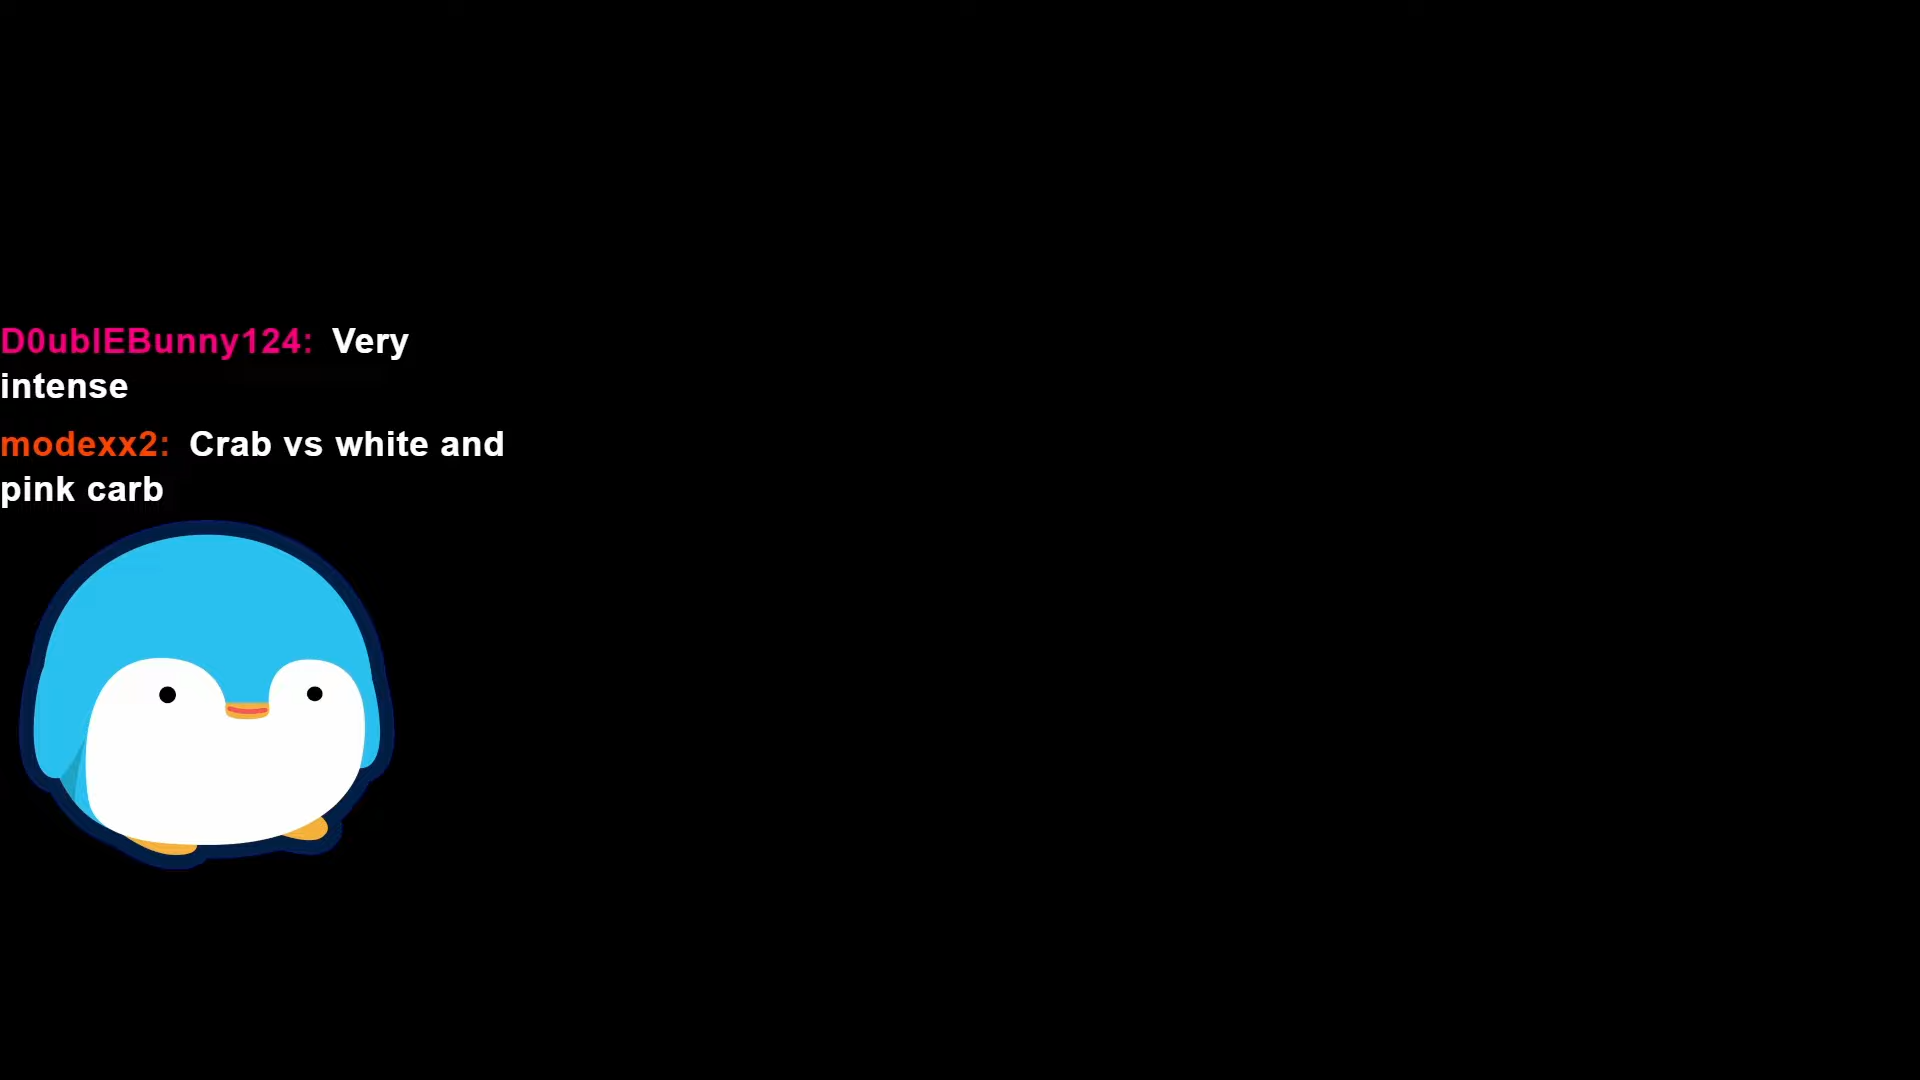 D0ublEBunny124: Very
intense
modexx2: Crab vs white and
pink carb